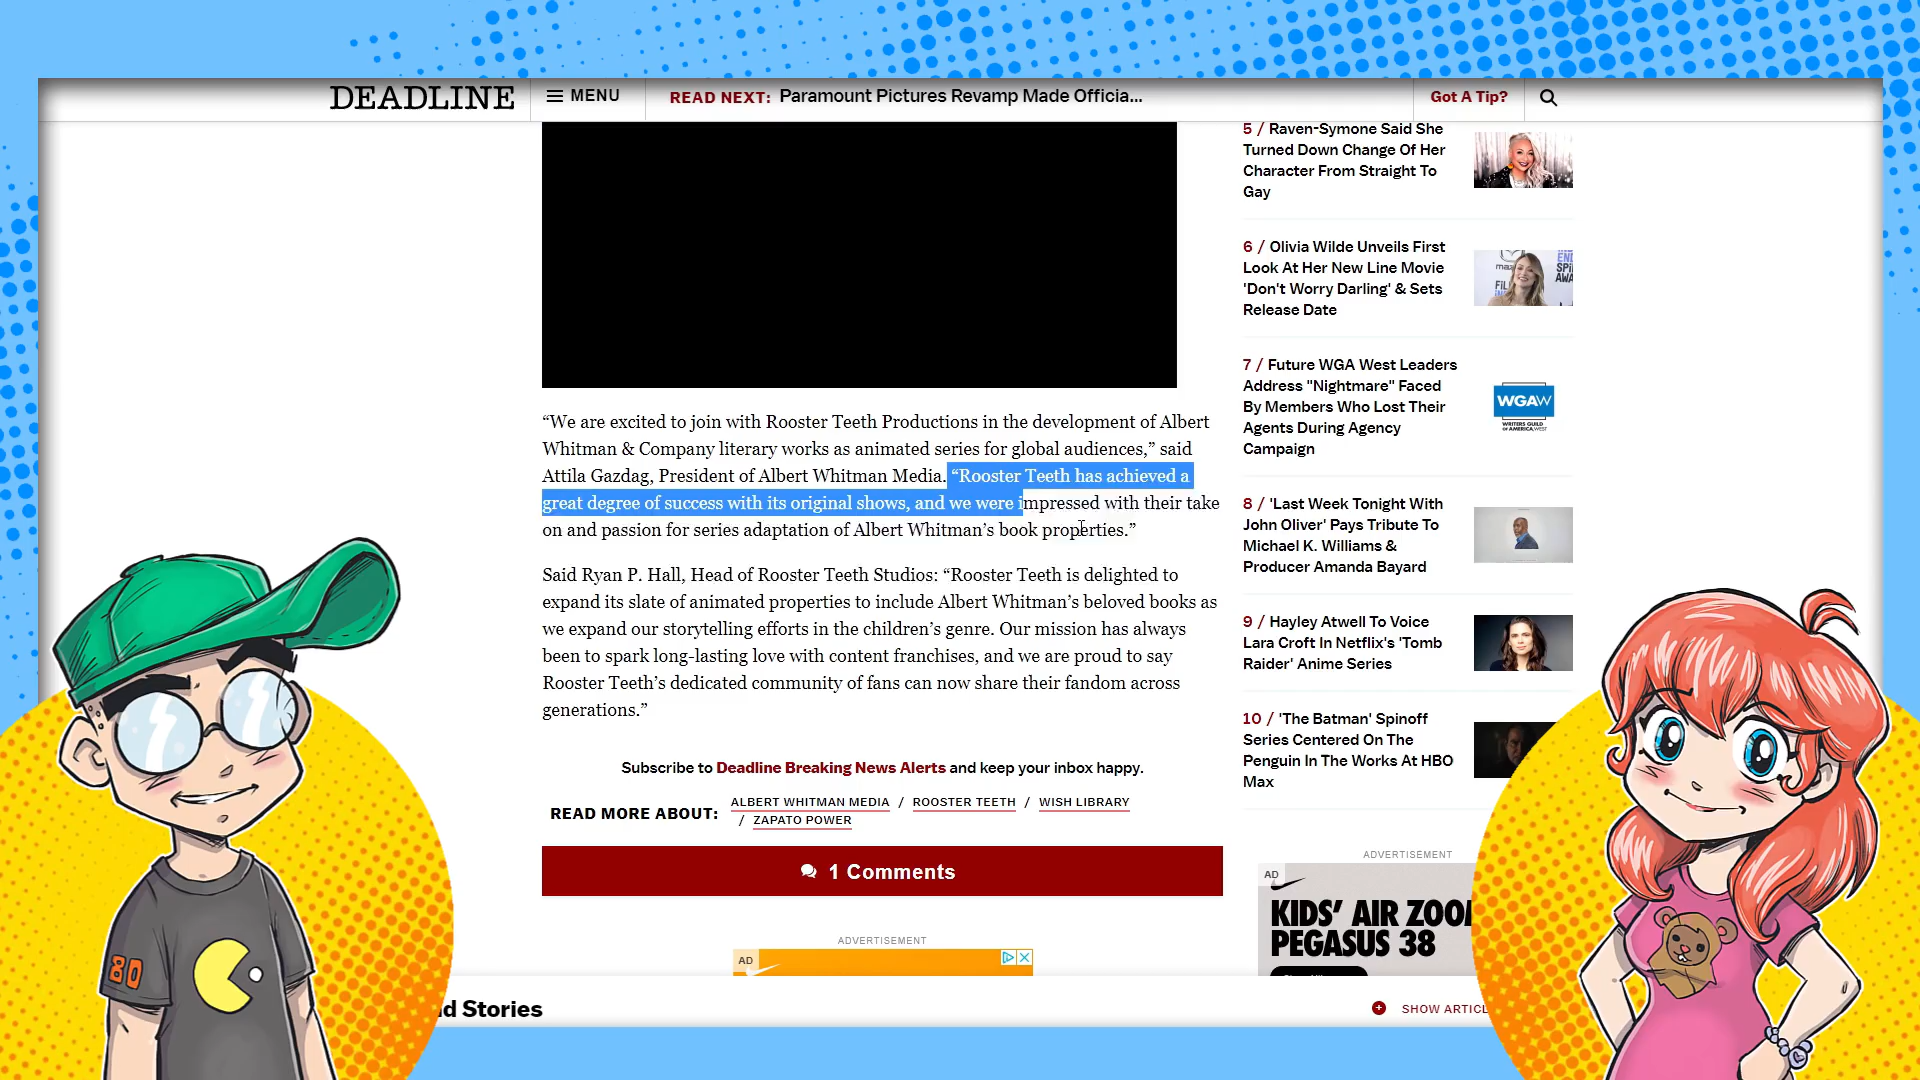 DEADLINE
MENU
READ NEXT: Paramount Pictures Revamp Made Officia...
Got A Tip?
“We are excited to join with Rooster Teeth Productions in the development of Albert
Whitman & Company literary works as animated series for global audiences,” said
Attila Gazdag, President of Albert Whitman Media. “Rooster Teeth has achieved a
great degree of success with its original shows, and we were impressed with their take
on and passion for series adaptation of Albert Whitman’s book properties.”
Said Ryan P. Hall, Head of Rooster Teeth Studios: “Rooster Teeth is delighted to
expand its slate of animated properties to include Albert Whitman’s beloved books as
we expand our storytelling efforts in the children’s genre. Our mission has always
been to spark long-lasting love with content franchises, and we are proud to say
Rooster Teeth’s dedicated community of fans can now share their fandom across
generations.”
Subscribe to Deadline Breaking News Alerts and keep your inbox happy.
READ MORE ABOUT: ALBERT WHITMAN MEDIA / ROOSTER TEETH / WISH LIBRARY
/ ZAPATO POWER
1 Comments
ADVERTISEMENT
AD
d Stories
5 / Raven-Symone Said She
Turned Down Change Of Her
Character From Straight To
Gay
6 / Olivia Wilde Unveils First
Look At Her New Line Movie
'Don't Worry Darling' & Sets
Release Date
7 / Future WGA West Leaders
Address "Nightmare" Faced
By Members Who Lost Their
Agents During Agency
Campaign
WGAW
WRITERS GUILD
OF AMERICA, WEST
8 / 'Last Week Tonight With
John Oliver' Pays Tribute To
Michael K. Williams &
Producer Amanda Bayard
9 / Hayley Atwell To Voice
Lara Croft In Netflix's 'Tomb
Raider' Anime Series
10 / 'The Batman' Spinoff
Series Centered On The
Penguin In The Works At HBO
Max
ADVERTISEMENT
AD
KIDS' AIR ZOO
PEGASUS 38
SHOW ARTICL
80